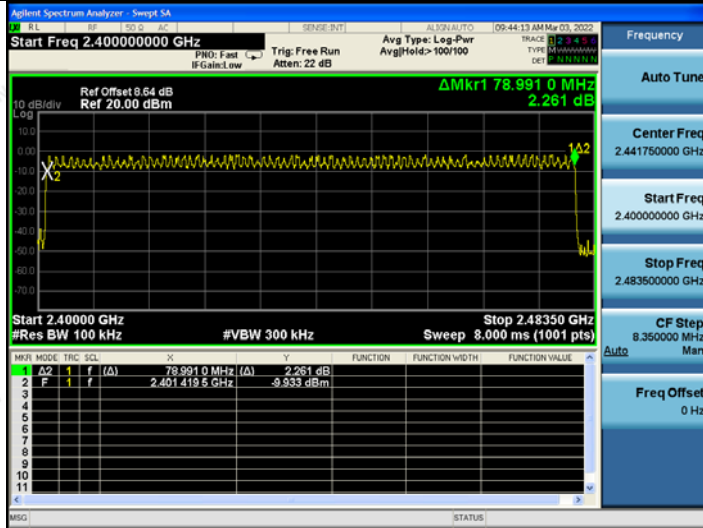 Agilent Spectrum Analyzer - Swept SA
RL RF 50 Ω AC SENSE:INT ALIGN AUTO 09:44:13 AM Mar 03, 2022
Start Freq 2.400000000 GHz
PNO: Fast
IFGain:Low
Trig: Free Run
Atten: 22 dB
Avg Type: Log-Pwr
Avg|Hold:> 100/100
TRACE 1 2 3 4 5 6
TYPE M
DET P N N N N N
ΔMkr1 78.991 0 MHz
2.261 dB
Ref Offset 8.64 dB
10 dB/div Ref 20.00 dBm
Log
10.0
0.00
-10.0
-20.0
-30.0
-40.0
-50.0
-60.0
-70.0
1Δ2
X2
Start 2.40000 GHz Stop 2.48350 GHz
#Res BW 100 kHz #VBW 300 kHz Sweep 8.000 ms (1001 pts)
MKR MODE TRC SCL X Y FUNCTION FUNCTION WIDTH FUNCTION VALUE
1 Δ2 1 f (Δ) 78.991 0 MHz (Δ) 2.261 dB
2 F 1 f 2.401 419 5 GHz -9.933 dBm
3
4
5
6
7
8
9
10
11
MSG STATUS
Frequency
Auto Tune
Center Freq
2.441750000 GHz
Start Freq
2.400000000 GHz
Stop Freq
2.483500000 GHz
CF Step
8.350000 MHz
Auto Man
Freq Offset
0 Hz